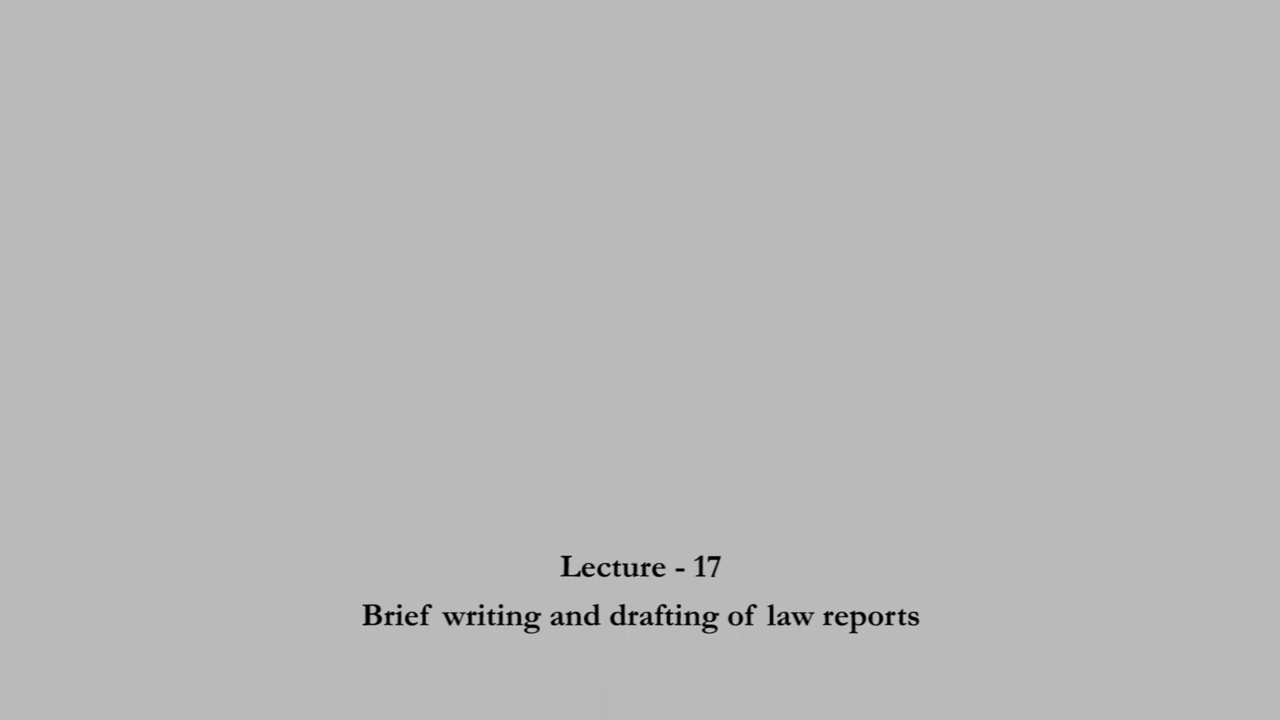 Lecture - 17
Brief writing and drafting of law reports